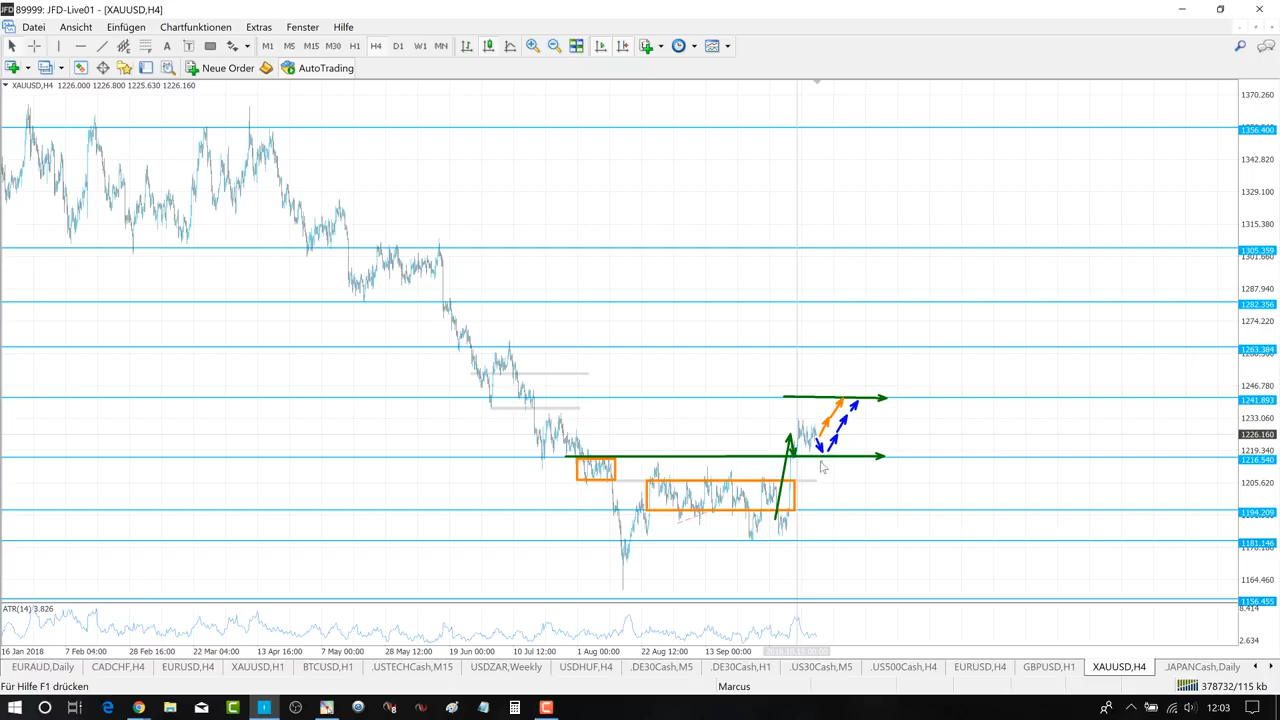 JFD 89999: JFD-Live01 - [XAUUSD,H4]
Datei Ansicht Einfügen Chartfunktionen Extras Fenster Hilfe
A T M1 M5 M15 M30 H1 H4 D1 W1 MN
New Order AutoTrading
XAUUSD,H4 1226.000 1226.800 1225.630 1226.160
1370.260
1356.400
1342.820
1329.100
1315.380
1305.359
1301.660
1287.940
1282.356
1274.220
1263.384
1246.780
1241.893
1233.060
1226.160
1219.340
1216.540
1205.620
1194.209
1181.146
1164.460
1156.455
ATR(14) 3.826
8.414
2.634
16 Jan 2018 7 Feb 04:00 28 Feb 16:00 22 Mar 04:00 13 Apr 16:00 7 May 00:00 28 May 12:00 19 Jun 00:00 10 Jul 12:00 1 Aug 00:00 22 Aug 12:00 13 Sep 00:00 2018.10.15 00:00
EURAUD,Daily CADCHF,H4 EURUSD,H4 XAUUSD,H1 BTCUSD,H1 .USTECHCash,M15 USDZAR,Weekly USDHUF,H4 .DE30Cash,M5 .DE30Cash,H1 .US30Cash,M5 .US500Cash,H4 EURUSD,H4 GBPUSD,H1 XAUUSD,H4 .JAPANCash,Daily
Für Hilfe F1 drücken Marcus 378732/115 kb
12:03